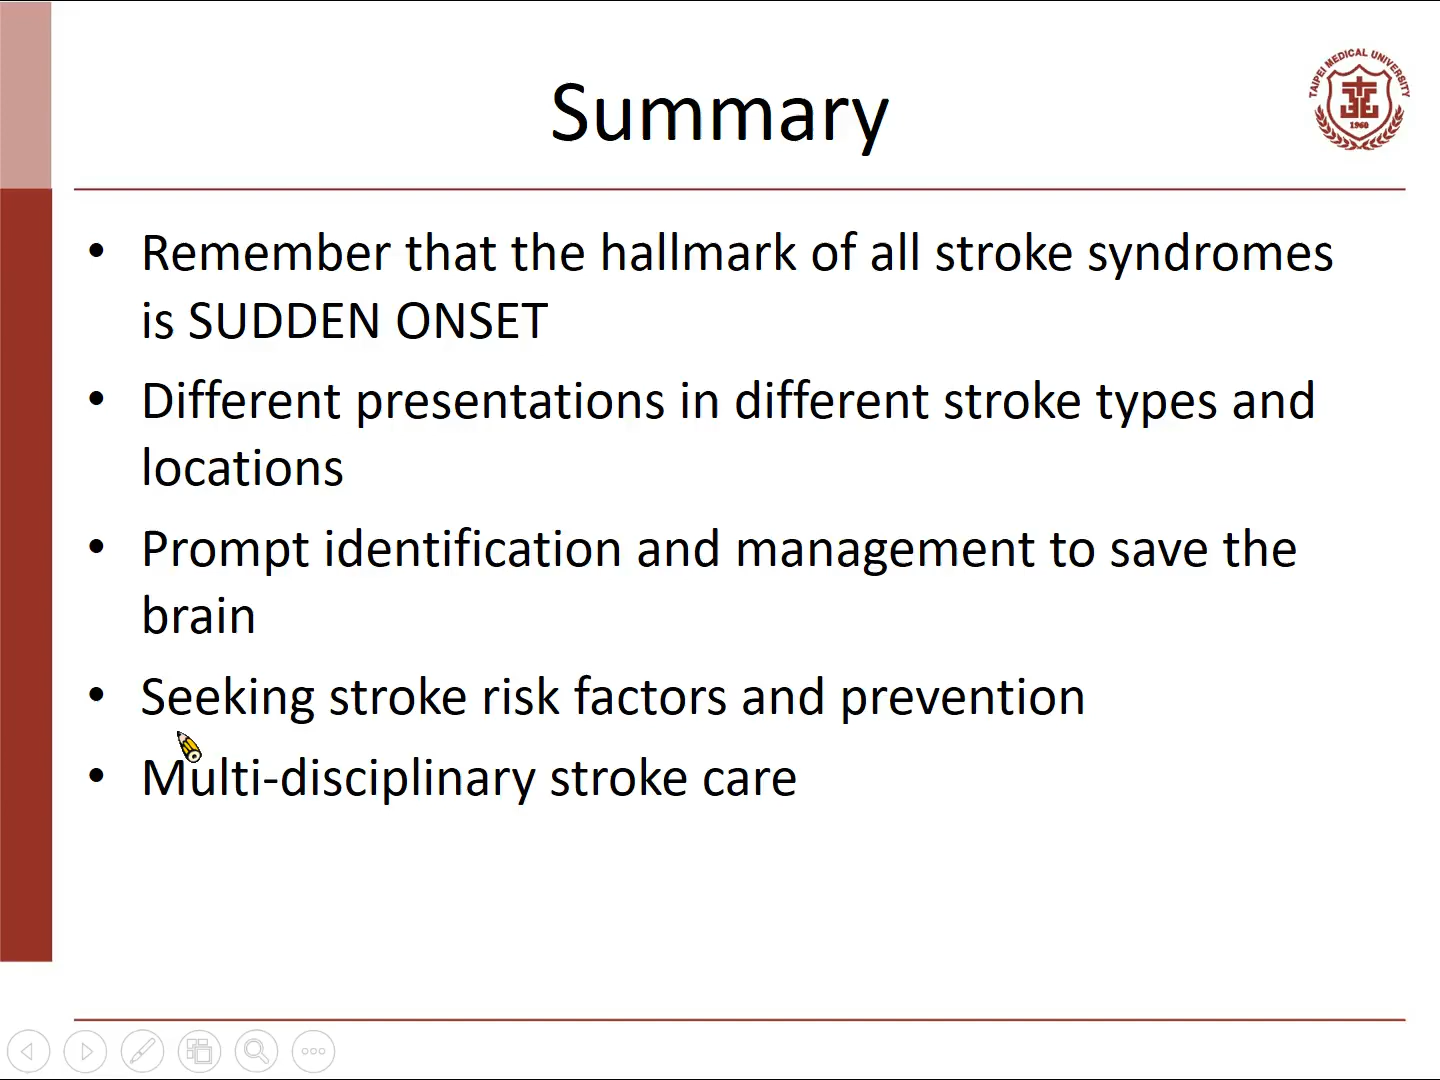 Summary
TAIPEI MEDICAL UNIVERSITY
1960
• Remember that the hallmark of all stroke syndromes
is SUDDEN ONSET
• Different presentations in different stroke types and
locations
• Prompt identification and management to save the
brain
• Seeking stroke risk factors and prevention
• Multi-disciplinary stroke care